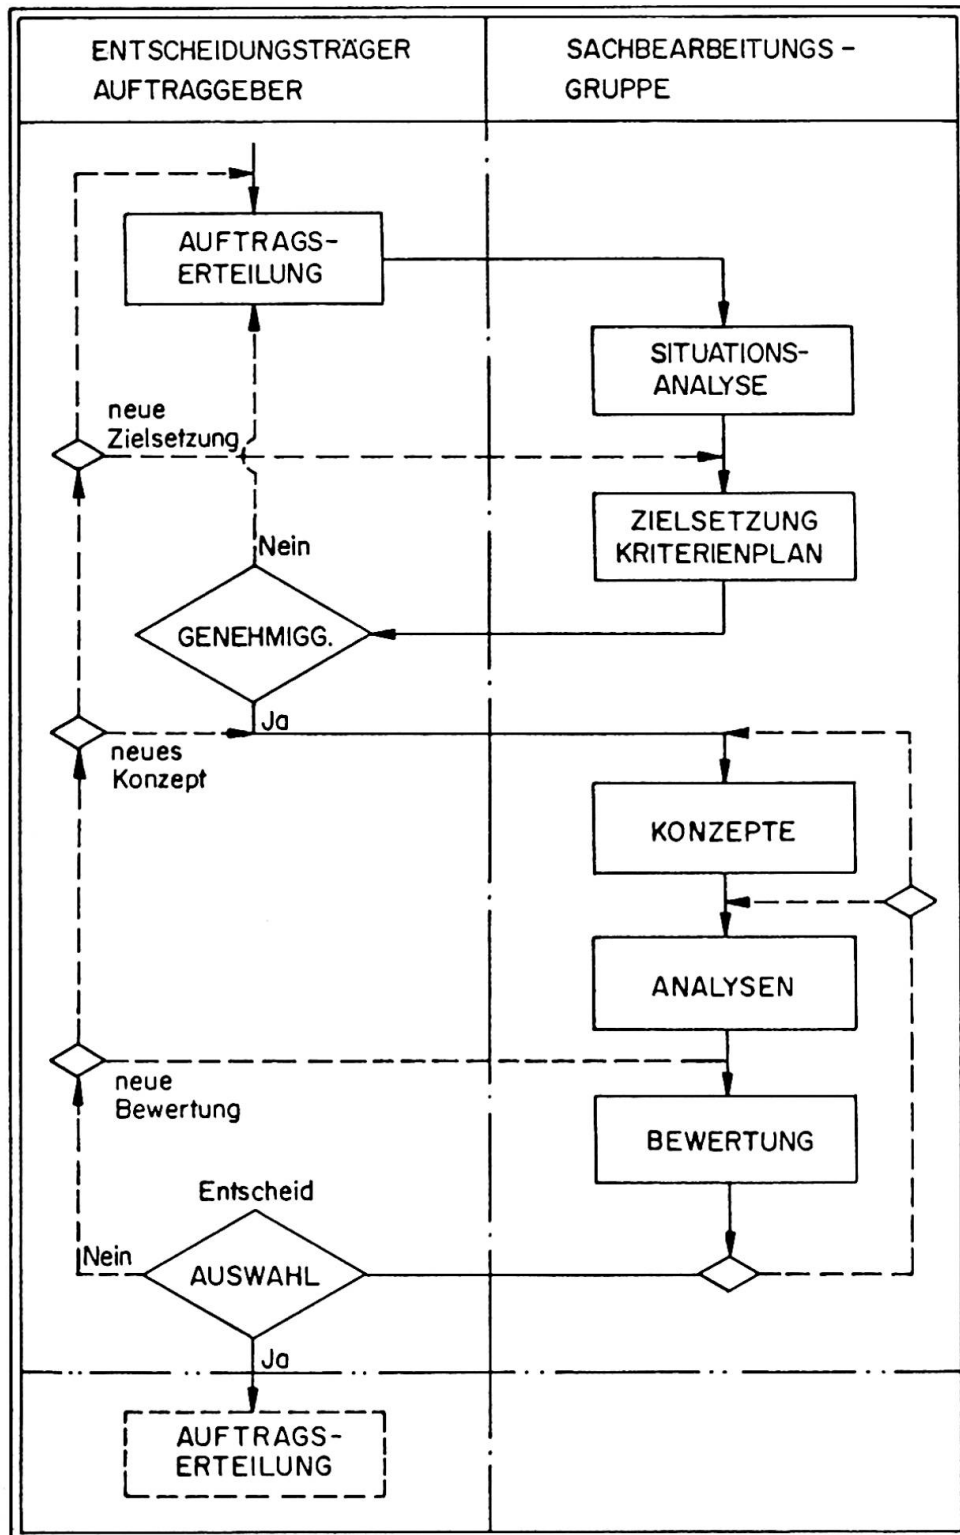 ENTSCHEIDUNGSTRÄGER
AUFTRAGGEBER
SACHBEARBEITUNGS-
GRUPPE
AUFTRAGS-
ERTEILUNG
SITUATIONS-
ANALYSE
neue
Zielsetzung
ZIELSETZUNG
KRITERIENPLAN
Nein
GENEHMIGG.
Ja
neues
Konzept
KONZEPTE
ANALYSEN
neue
Bewertung
BEWERTUNG
Entscheid
Nein
AUSWAHL
Ja
AUFTRAGS-
ERTEILUNG